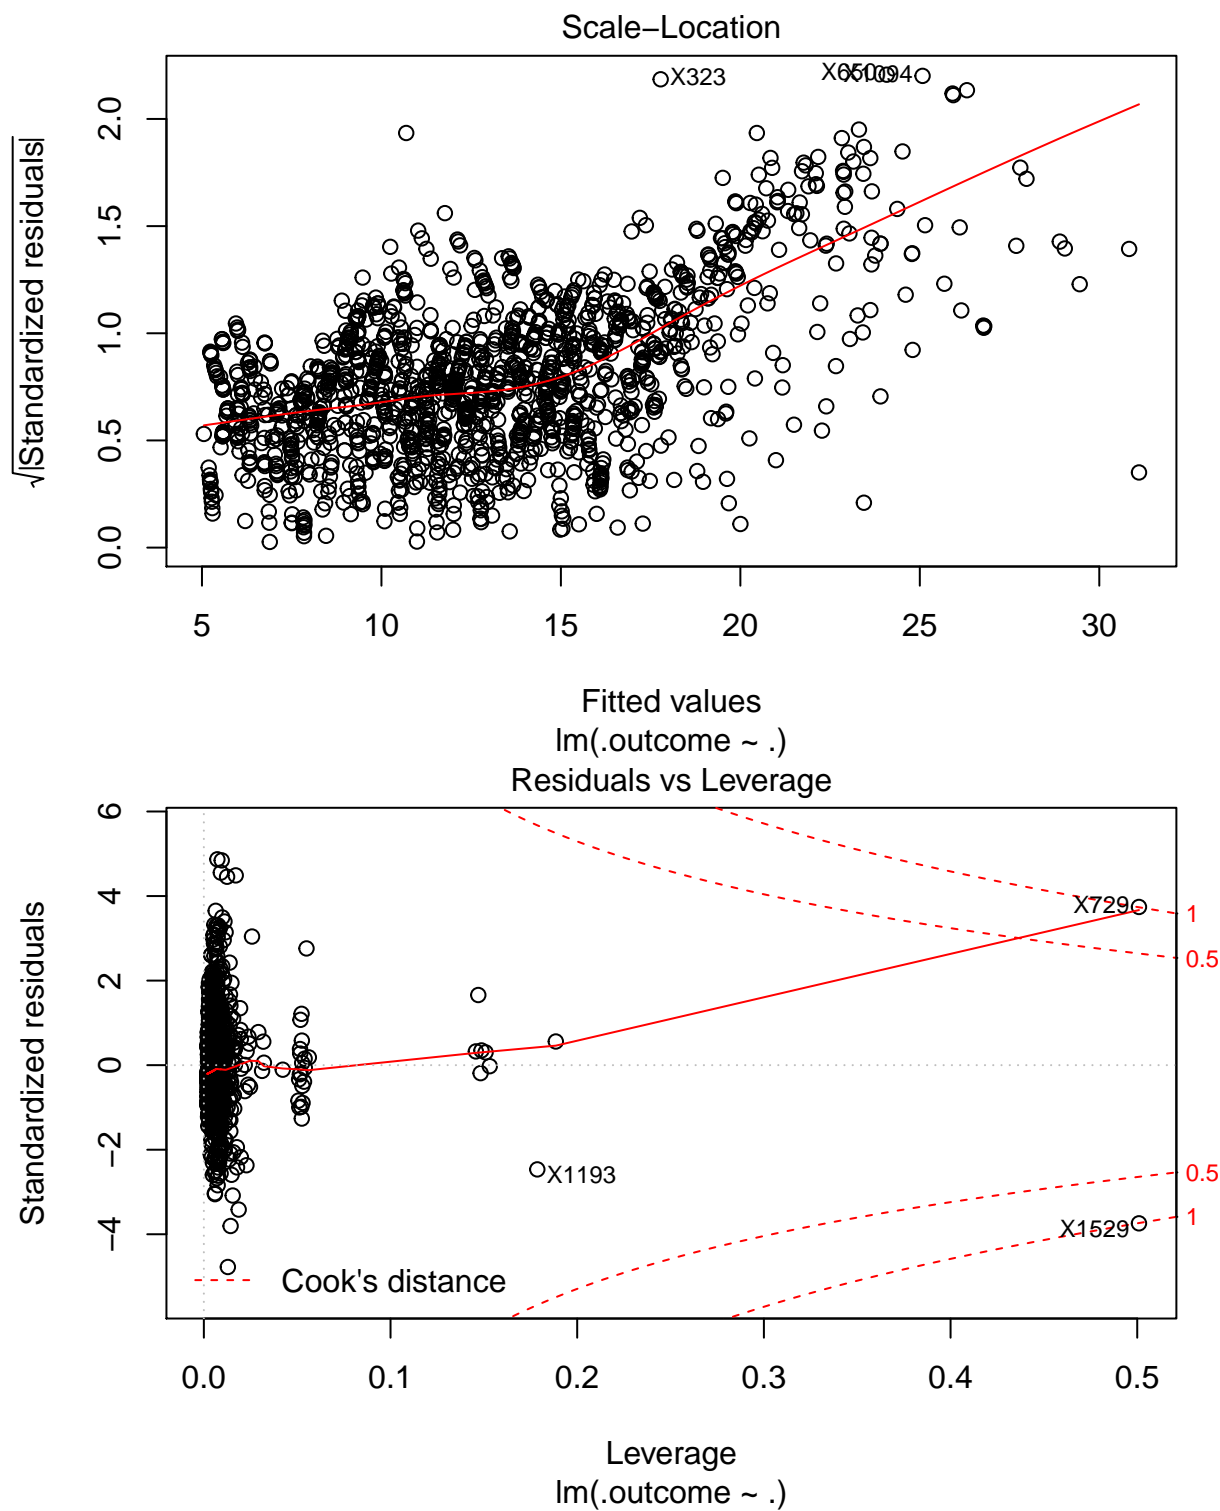 Scale−Location
√|Standardized residuals|
0.0 0.5 1.0 1.5 2.0
X323
X650
X1094
5 10 15 20 25 30
Fitted values
lm(.outcome ~ .)
Residuals vs Leverage
Standardized residuals
−4 −2 0 2 4 6
X729
1
0.5
X1193
0.5
1
X1529
Cook's distance
0.0 0.1 0.2 0.3 0.4 0.5
Leverage
lm(.outcome ~ .)